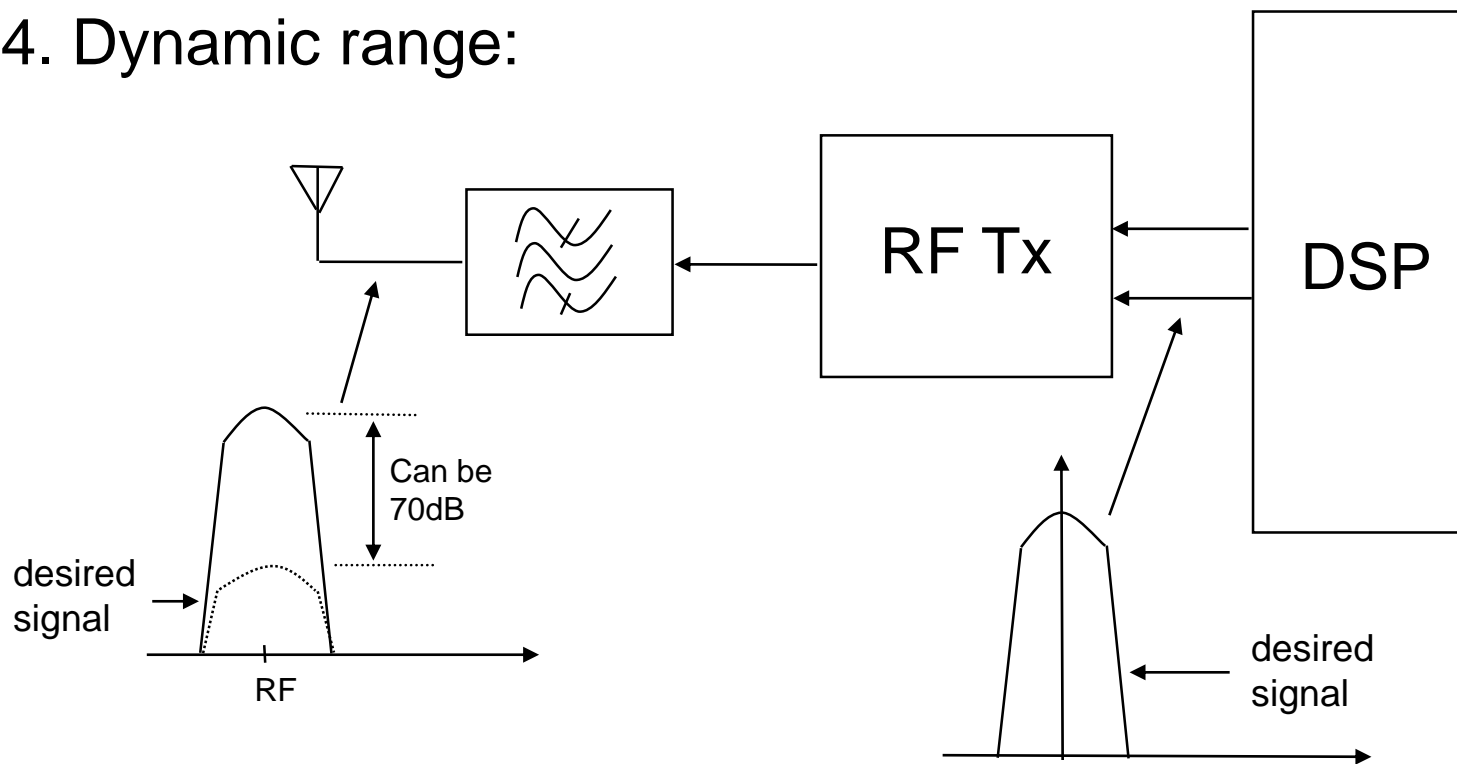 4. Dynamic range:
RF Tx
DSP
Can be
70dB
desired
signal
RF
desired
signal